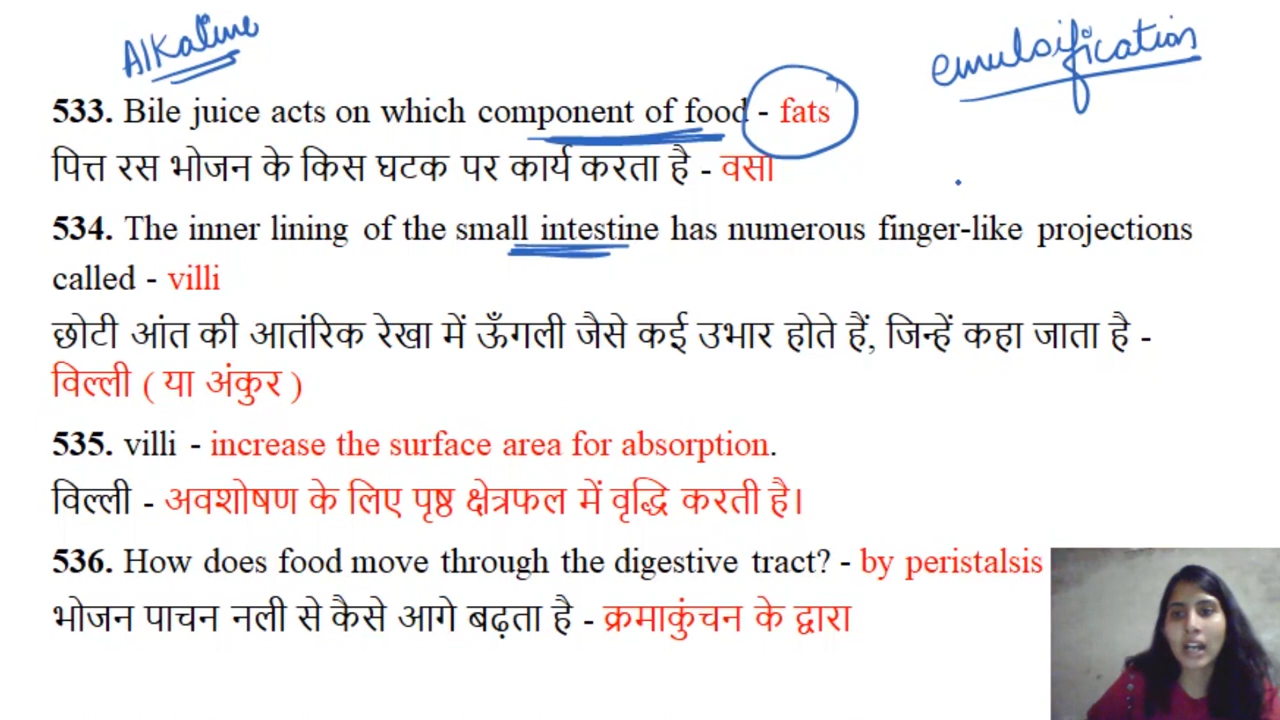 Alkaline
emulsification
533. Bile juice acts on which component of food - fats
पित्त रस भोजन के किस घटक पर कार्य करता है - वसा
534. The inner lining of the small intestine has numerous finger-like projections
called - villi
छोटी आंत की आतंरिक रेखा में ऊँगली जैसे कई उभार होते हैं, जिन्हें कहा जाता है -
विल्ली ( या अंकुर )
535. villi - increase the surface area for absorption.
विल्ली - अवशोषण के लिए पृष्ठ क्षेत्रफल में वृद्धि करती है।
536. How does food move through the digestive tract? - by peristalsis
भोजन पाचन नली से कैसे आगे बढ़ता है - क्रमाकुंचन के द्वारा